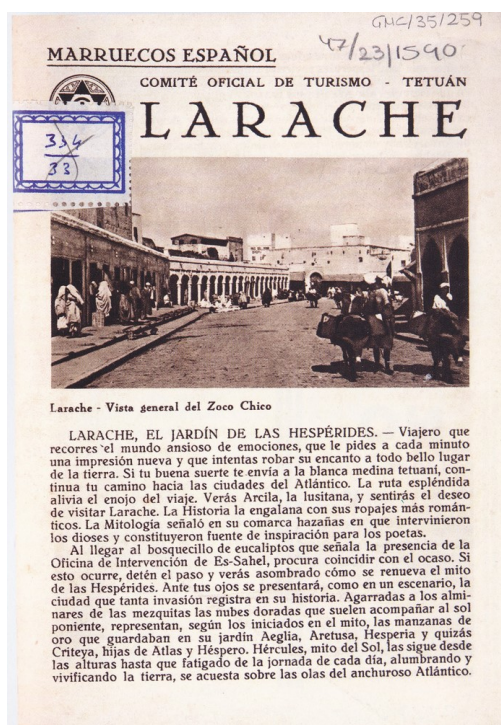 GMC/35/259
47/23/1590
MARRUECOS ESPAÑOL
COMITÉ OFICIAL DE TURISMO - TETUÁN
LARACHE
334
33
Larache - Vista general del Zoco Chico
LARACHE, EL JARDÍN DE LAS HESPÉRIDES. — Viajero que
recorres el mundo ansioso de emociones, que le pides a cada minuto
una impresión nueva y que intentas robar su encanto a todo bello lugar
de la tierra. Si tu buena suerte te envía a la blanca medina tetuaní, con-
tinua tu camino hacia las ciudades del Atlántico. La ruta espléndida
alivia el enojo del viaje. Verás Arcila, la lusitana, y sentirás el deseo
de visitar Larache. La Historia la engalana con sus ropajes más román-
ticos. La Mitología señaló en su comarca hazañas en que intervinieron
los dioses y constituyeron fuente de inspiración para los poetas.
Al llegar al bosquecillo de eucaliptos que señala la presencia de la
Oficina de Intervención de Es-Sahel, procura coincidir con el ocaso. Si
esto ocurre, detén el paso y verás asombrado cómo se renueva el mito
de las Hespérides. Ante tus ojos se presentará, como en un escenario, la
ciudad que tanta invasión registra en su historia. Agarradas a los almi-
nares de las mezquitas las nubes doradas que suelen acompañar al sol
poniente, representan, según los iniciados en el mito, las manzanas de
oro que guardaban en su jardín Aeglia, Aretusa, Hesperia y quizás
Criteya, hijas de Atlas y Héspero. Hércules, mito del Sol, las sigue desde
las alturas hasta que fatigado de la jornada de cada día, alumbrando y
vivificando la tierra, se acuesta sobre las olas del anchuroso Atlántico.